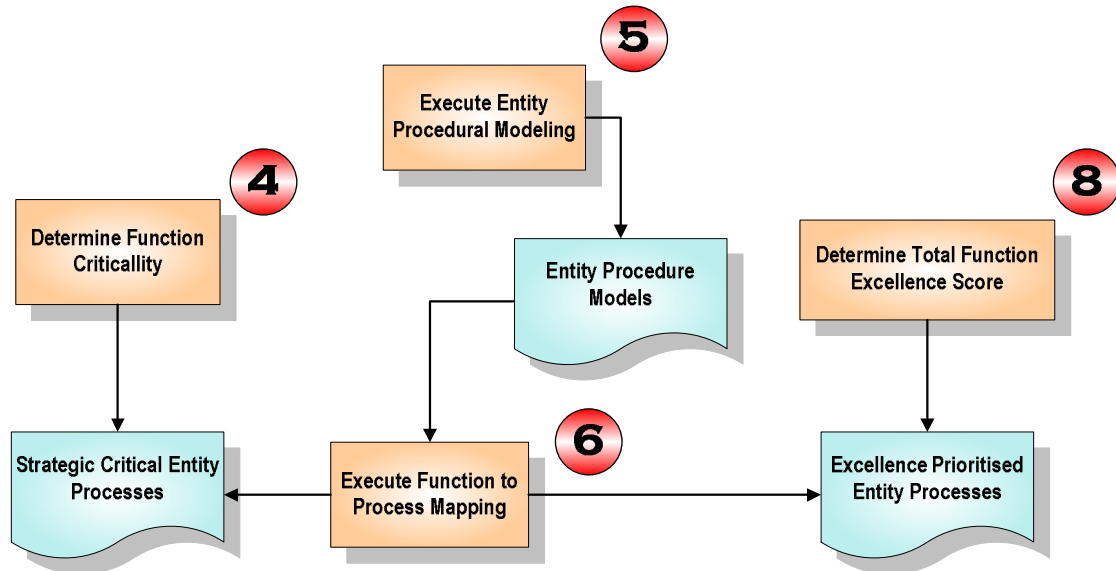 5
Execute Entity
Procedural Modeling
4
Determine Function
Criticallity
8
Determine Total Function
Excellence Score
Entity Procedure
Models
6
Strategic Critical Entity
Processes
Execute Function to
Process Mapping
Excellence Prioritised
Entity Processes